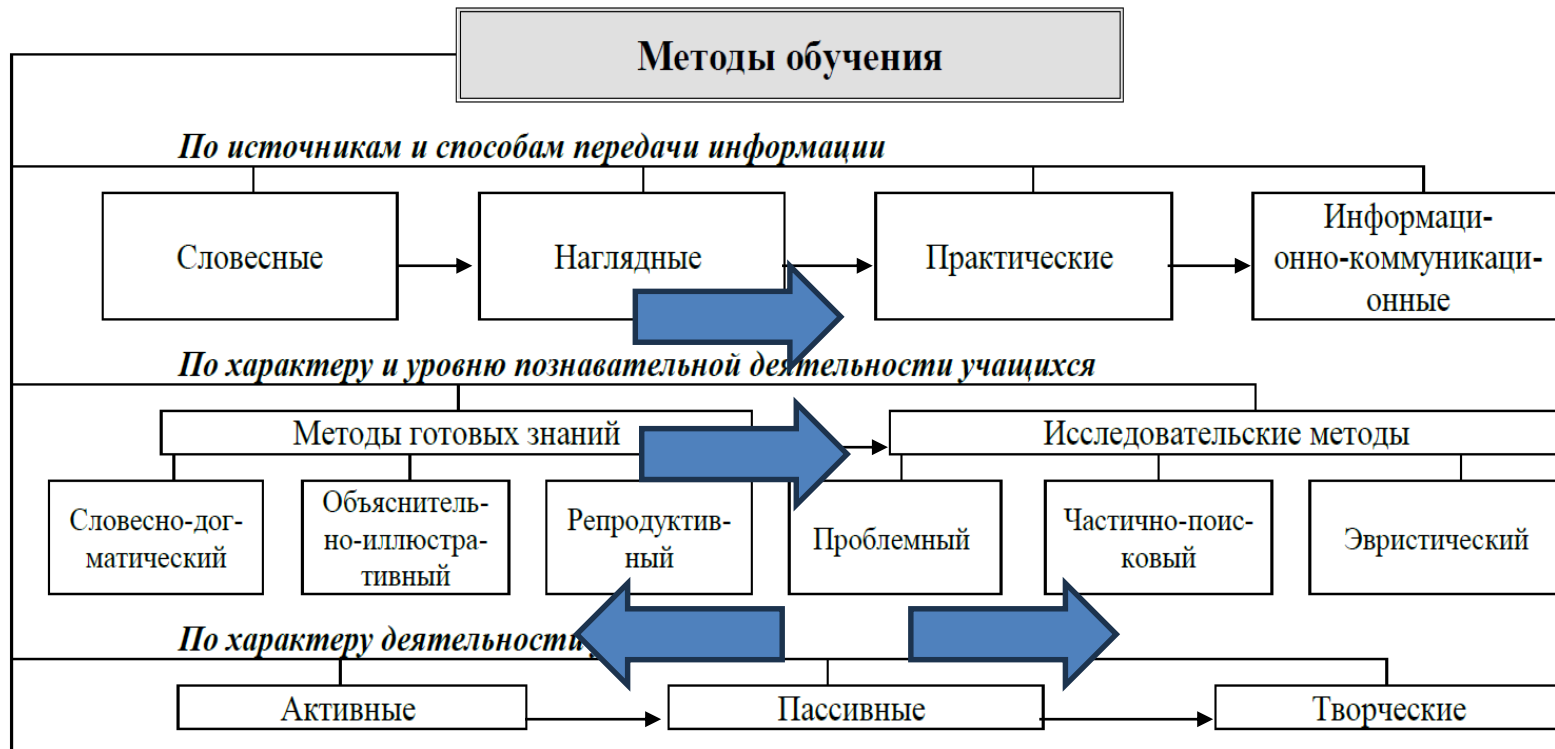 Методы обучения
По источникам и способам передачи информации
Словесные
Наглядные
Практические
Информаци-
онно-коммуникаци-
онные
По характеру и уровню познавательной деятельности учащихся
Методы готовых знаний
Исследовательские методы
Словесно-дог-
матический
Объяснитель-
но-иллюстра-
тивный
Репродуктив-
ный
Проблемный
Частично-поис-
ковый
Эвристический
По характеру деятельности
Активные
Пассивные
Творческие